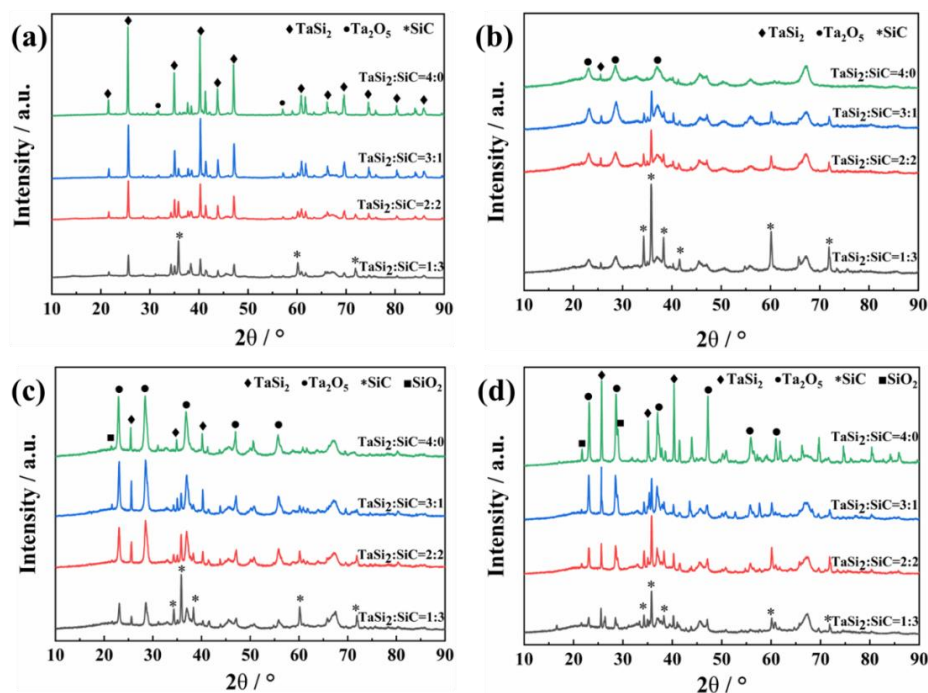 (a)
◆ TaSi₂ ● Ta₂O₅ *SiC
TaSi₂:SiC=4:0
TaSi₂:SiC=3:1
TaSi₂:SiC=2:2
* * *
TaSi₂:SiC=1:3
Intensity / a.u.
10 20 30 40 50 60 70 80 90
2θ / °
(b)
◆ TaSi₂ ● Ta₂O₅ *SiC
TaSi₂:SiC=4:0
TaSi₂:SiC=3:1
TaSi₂:SiC=2:2
* * * * * *
TaSi₂:SiC=1:3
Intensity / a.u.
10 20 30 40 50 60 70 80 90
2θ / °
(c)
◆ TaSi₂ ● Ta₂O₅ *SiC ■ SiO₂
TaSi₂:SiC=4:0
TaSi₂:SiC=3:1
TaSi₂:SiC=2:2
* * * * *
TaSi₂:SiC=1:3
Intensity / a.u.
10 20 30 40 50 60 70 80 90
2θ / °
(d)
◆ TaSi₂ ● Ta₂O₅ *SiC ■ SiO₂
TaSi₂:SiC=4:0
TaSi₂:SiC=3:1
TaSi₂:SiC=2:2
* * * * *
TaSi₂:SiC=1:3
Intensity / a.u.
10 20 30 40 50 60 70 80 90
2θ / °